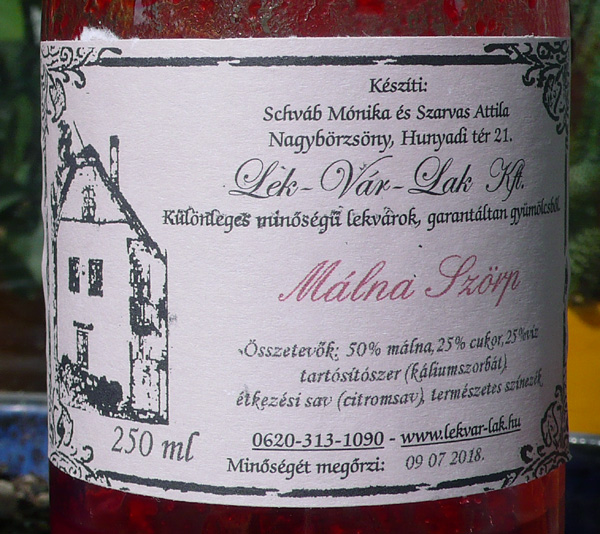 Készíti:
Schváb Mónika és Szarvas Attila
Nagybörzsöny, Hunyadi tér 21.
Lek-Vár-Lak Kft.
Különleges minőségű lekvárok, garantáltan gyümölcsből.
Málna Szörp
Összetevők: 50% málna, 25% cukor, 25% víz
tartósítószer (káliumszorbát)
étkezési sav (citromsav), természetes színezék
250 ml
0620-313-1090 - www.lekvar-lak.hu
Minőségét megőrzi: 09 07 2018.